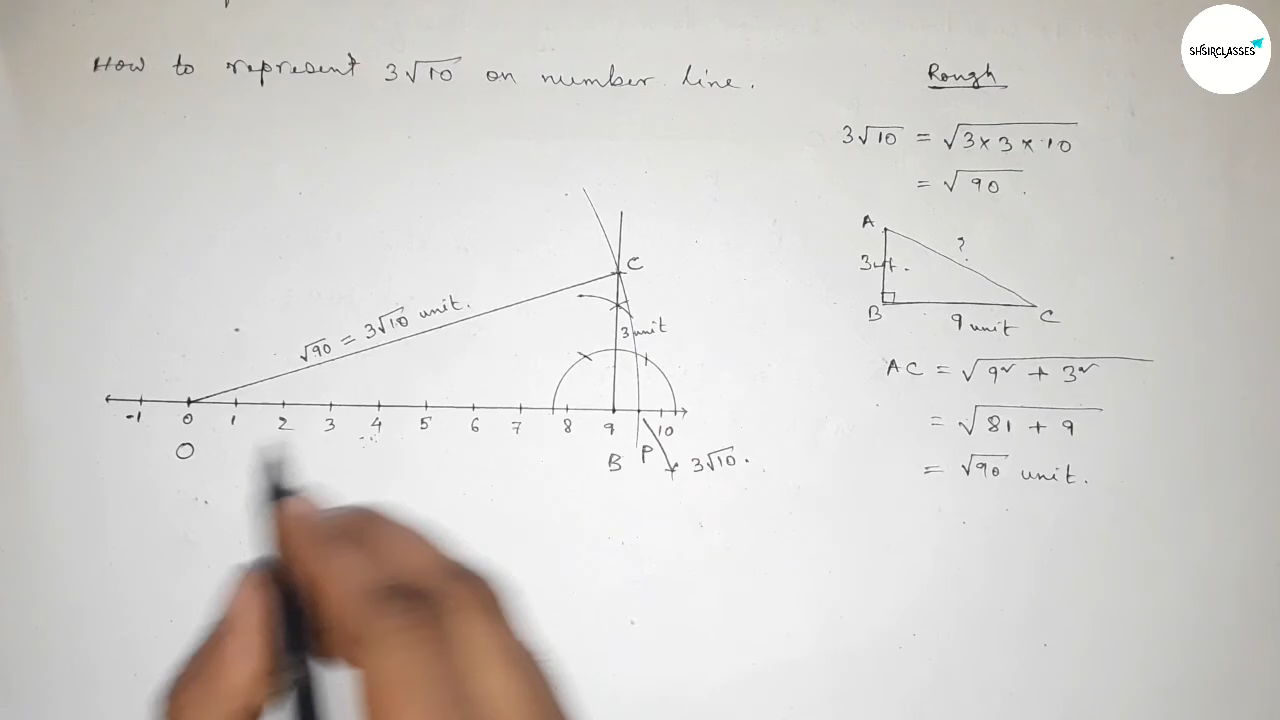 How to represent 3√10 on number line.
SHSIRCLASSES
Rough
3√10 = √3×3×10
= √90.
A
3ut.
?
B
9 unit
C
AC = √9² + 3²
= √81 + 9
= √90 unit.
C
√90 = 3√10 unit.
3 unit
-1 0 1 2 3 4 5 6 7 8 9 10
O
B
P
3√10.